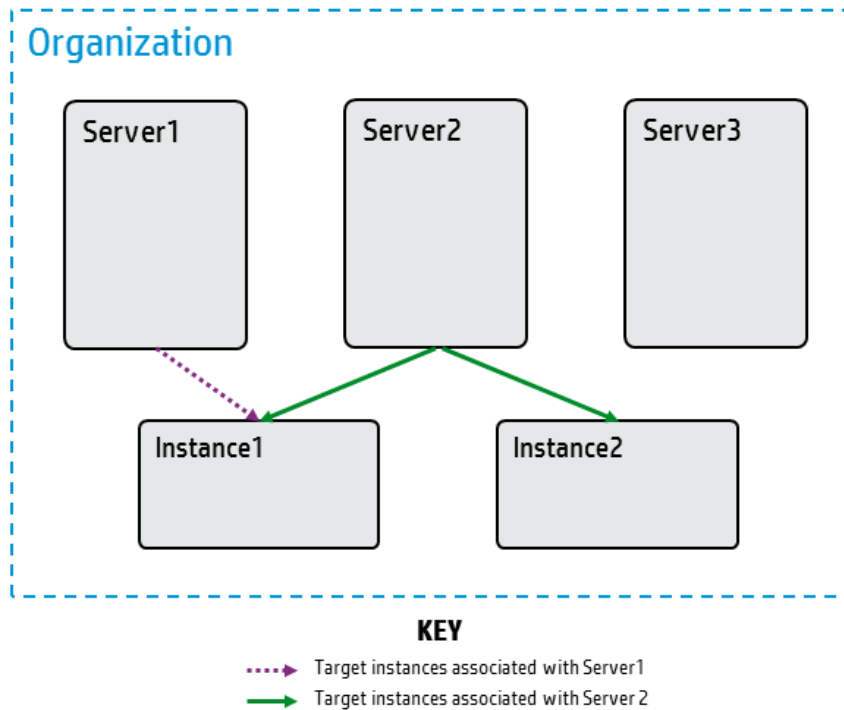 Organization
Server1
Server2
Server3
Instance1
Instance2
KEY
Target instances associated with Server1
Target instances associated with Server 2